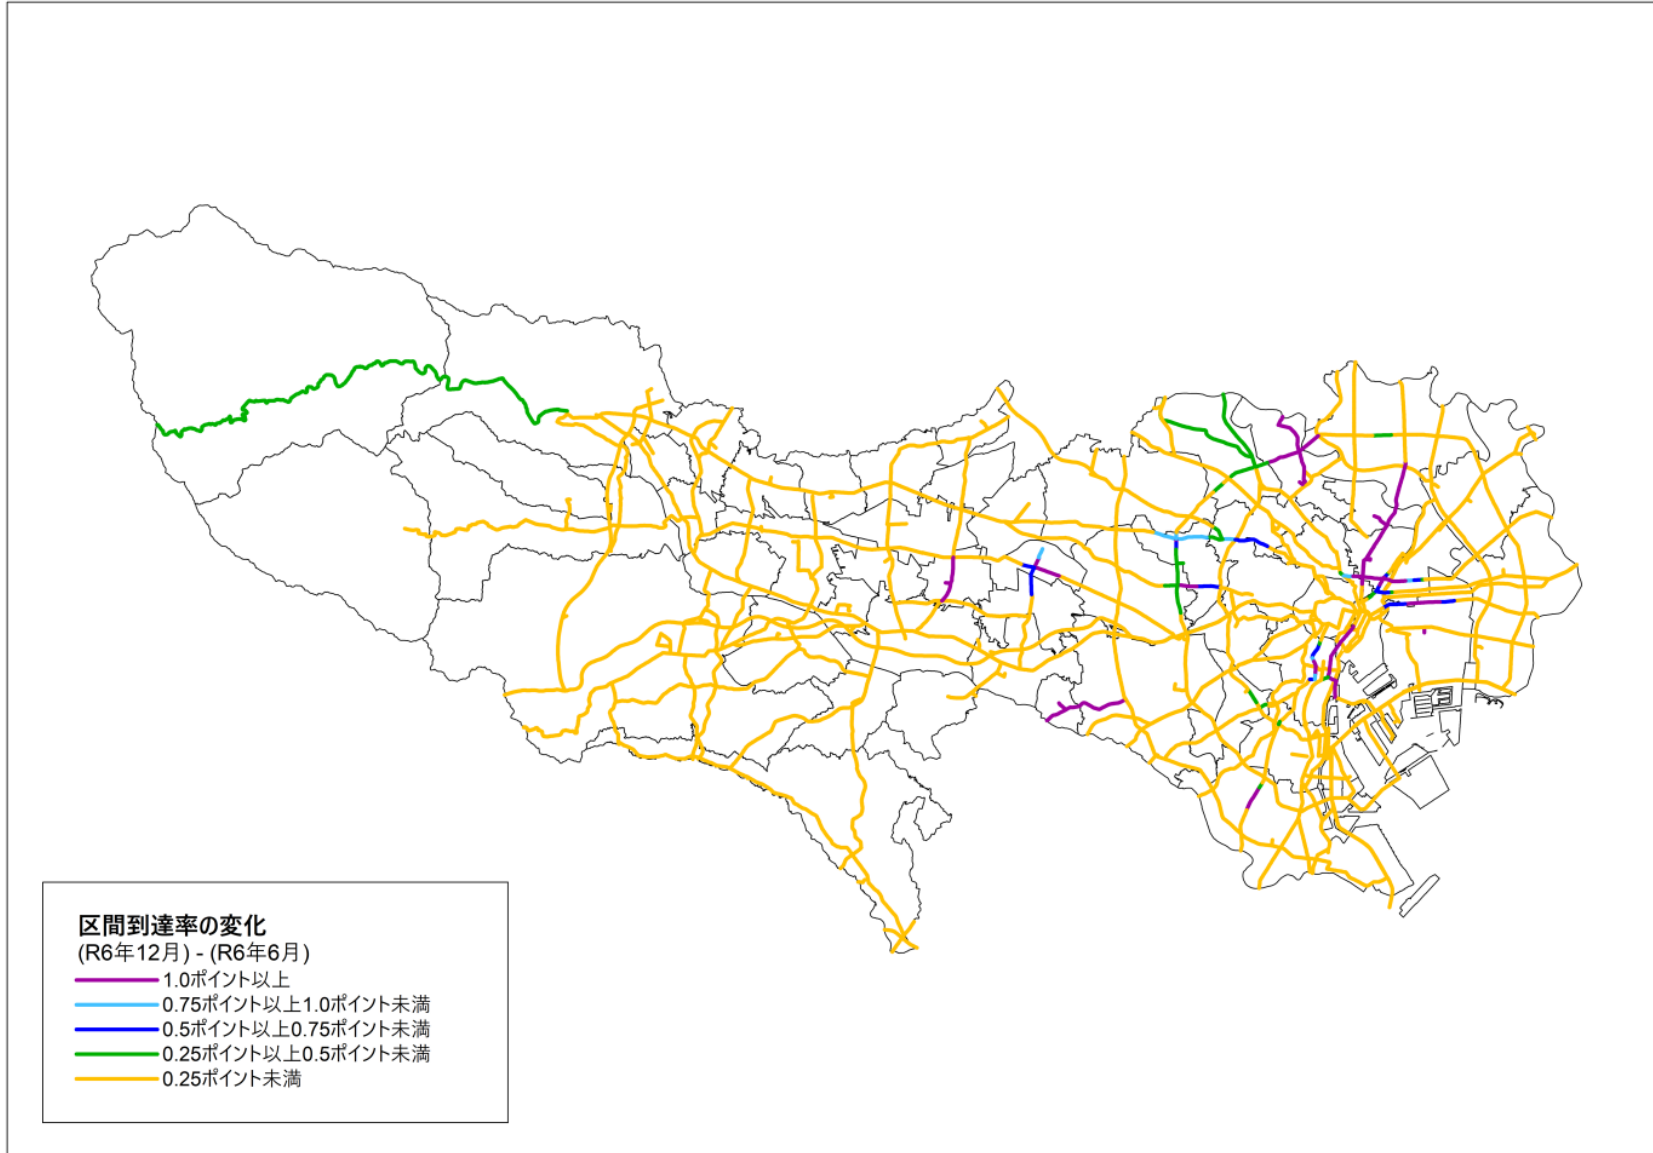 区間到達率の変化
(R6年12月) - (R6年6月)
1.0ポイント以上
0.75ポイント以上1.0ポイント未満
0.5ポイント以上0.75ポイント未満
0.25ポイント以上0.5ポイント未満
0.25ポイント未満